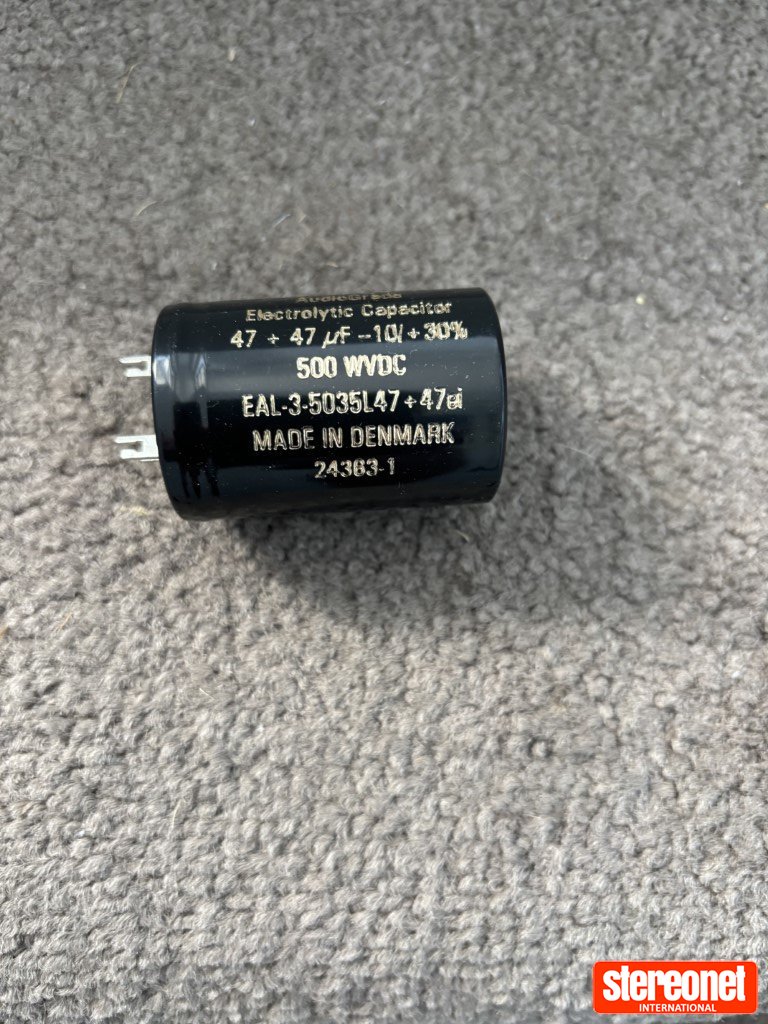 AudioGrade
Electrolytic Capacitor
47 + 47 µF -10/+30%
500 WVDC
EAL-3-5035L47+47ei
MADE IN DENMARK
24363-1
stereonet
INTERNATIONAL